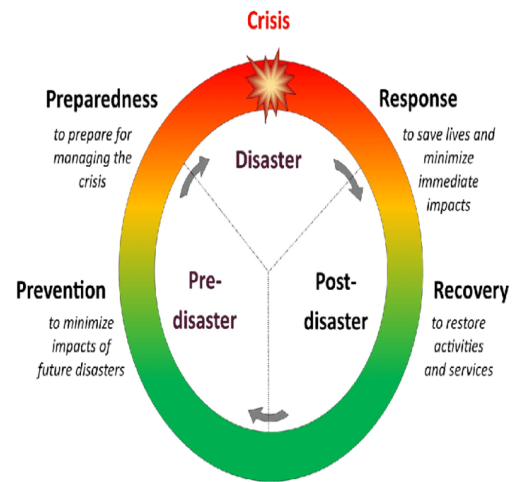 Crisis
Preparedness
to prepare for
managing the
crisis
Response
to save lives and
minimize
immediate
impacts
Disaster
Prevention
to minimize
impacts of
future disasters
Pre-
disaster
Post-
disaster
Recovery
to restore
activities
and services